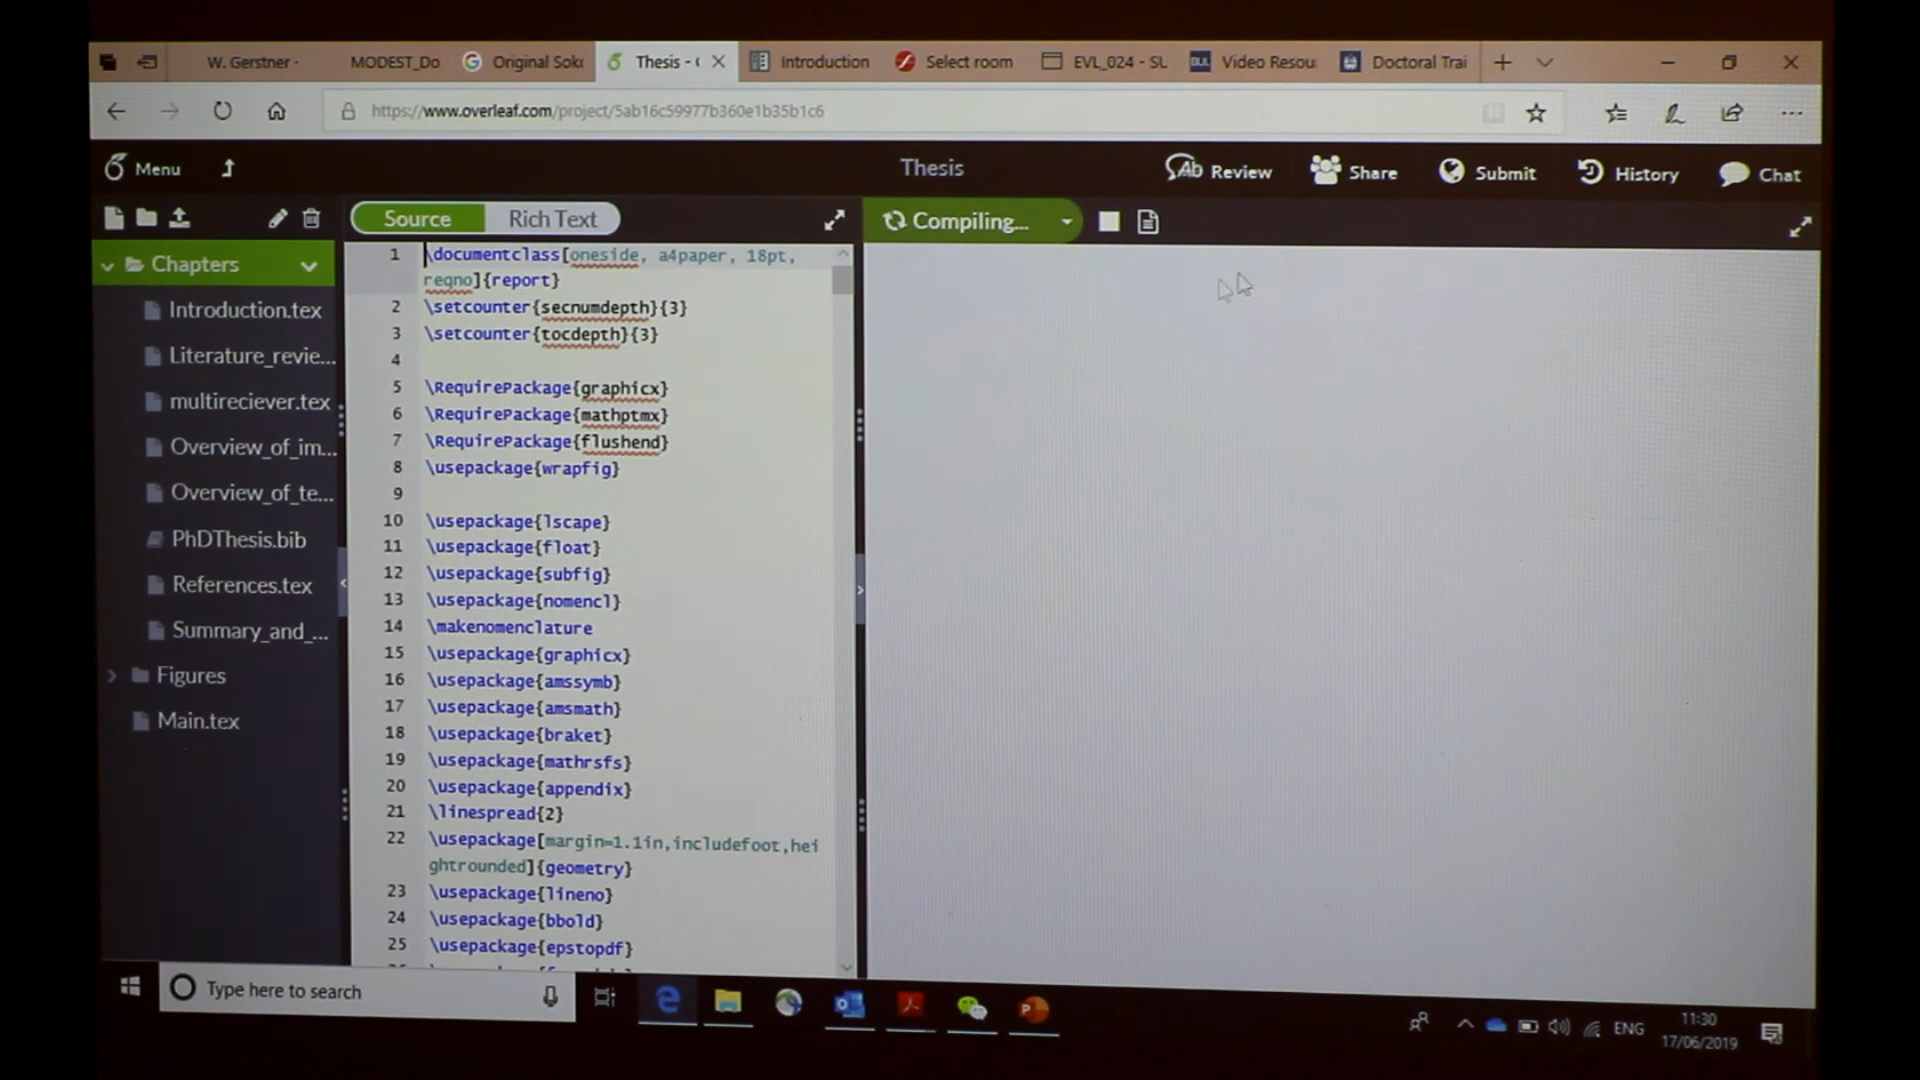 W. Gerstner -
MODEST_Do
Original Sok
Thesis -
Introduction
Select room
EVL_024 - SL
Video Resou
Doctoral Trai
https://www.overleaf.com/project/5ab16c59977b360e1b35b1c6
Menu
Thesis
Review
Share
Submit
History
Chat
Source
Rich Text
Compiling...
Chapters
Introduction.tex
Literature_revie...
multireciever.tex
Overview_of_im...
Overview_of_te...
PhDThesis.bib
References.tex
Summary_and_...
Figures
Main.tex
1 \documentclass[oneside, a4paper, 18pt,
reqno]{report}
2 \setcounter{secnumdepth}{3}
3 \setcounter{tocdepth}{3}
4
5 \RequirePackage{graphicx}
6 \RequirePackage{mathptmx}
7 \RequirePackage{flushend}
8 \usepackage{wrapfig}
9
10 \usepackage{lscape}
11 \usepackage{float}
12 \usepackage{subfig}
13 \usepackage{nomencl}
14 \makenomenclature
15 \usepackage{graphicx}
16 \usepackage{amssymb}
17 \usepackage{amsmath}
18 \usepackage{braket}
19 \usepackage{mathrsfs}
20 \usepackage{appendix}
21 \linespread{2}
22 \usepackage[margin=1.1in,includefoot,hei
ghtrounded]{geometry}
23 \usepackage{lineno}
24 \usepackage{bbold}
25 \usepackage{epstopdf}
Type here to search
ENG
11:30
17/06/2019